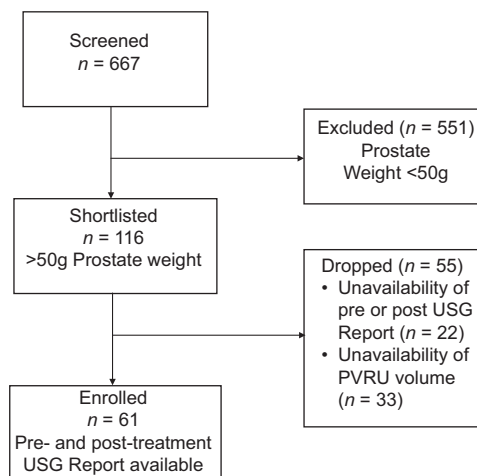 Screened
n = 667
Excluded (n = 551)
Prostate
Weight <50g
Shortlisted
n = 116
>50g Prostate weight
Dropped (n = 55)
• Unavailability of
pre or post USG
Report (n = 22)
• Unavailability of
PVRU volume
(n = 33)
Enrolled
n = 61
Pre- and post-treatment
USG Report available